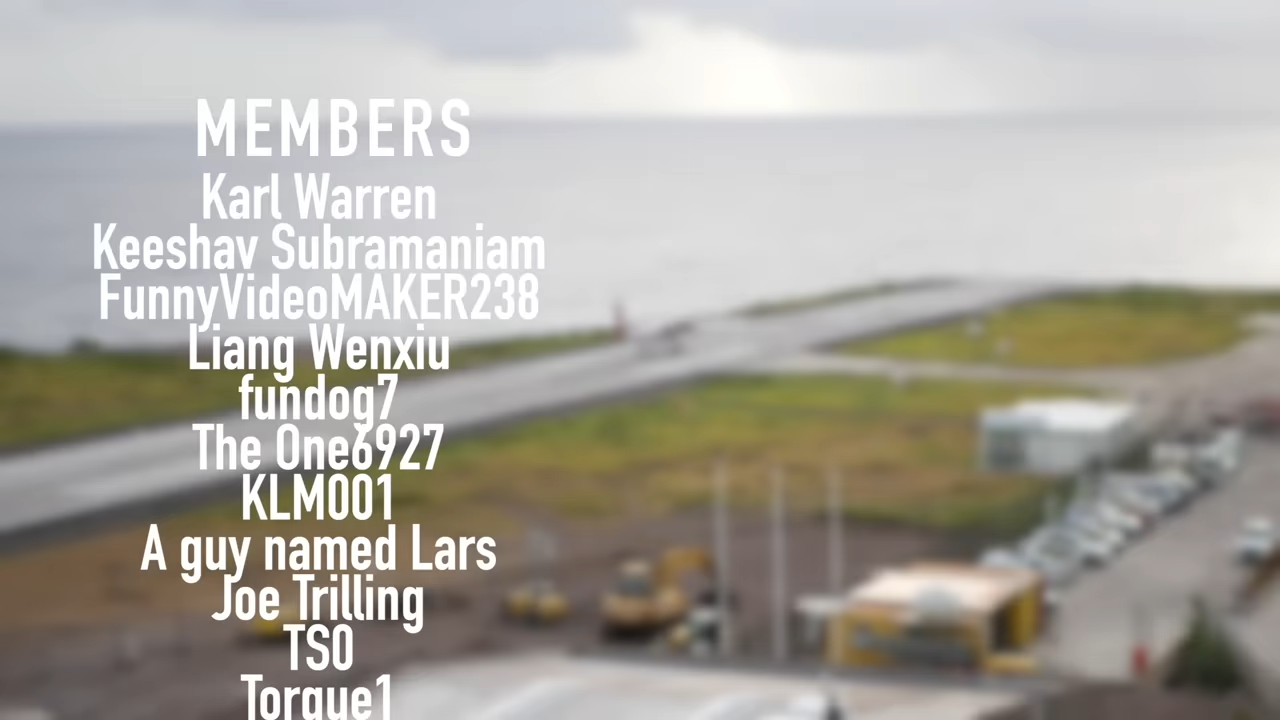 MEMBERS
Karl Warren
Keeshav Subramaniam
FunnyVideoMAKER238
Liang Wenxiu
fundog7
The One6927
KLM001
A guy named Lars
Joe Trilling
TSO
Torque1